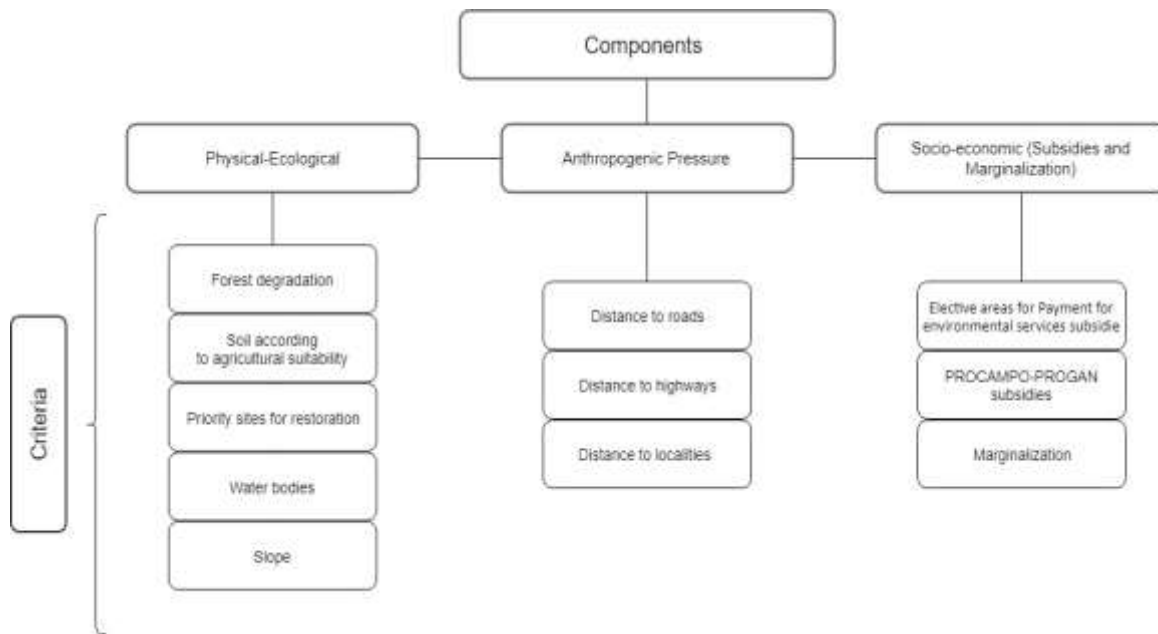 Components
Physical-Ecological
Anthropogenic Pressure
Socio-economic (Subsidies and
Marginalization)
Criteria
Forest degradation
Soil according
to agricultural suitability
Priority sites for restoration
Water bodies
Slope
Distance to roads
Distance to highways
Distance to localities
Elective areas for Payment for
environmental services subsidie
PROCAMPO-PROGAN
subsidies
Marginalization